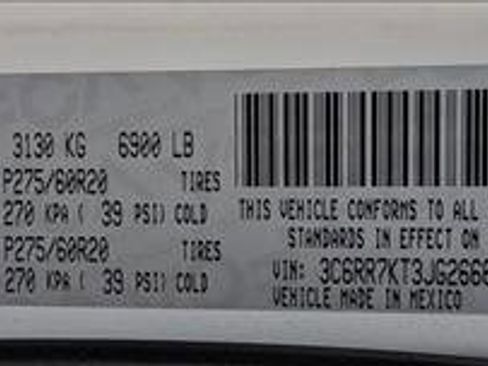 3130 KG 6900 LB
P275/60R20 TIRES
270 KPA ( 39 PSI) COLD
P275/60R20 TIRES
270 KPA ( 39 PSI) COLD
THIS VEHICLE CONFORMS TO ALL
STANDARDS IN EFFECT ON
VIN: 3C6RR7KT3JG266
VEHICLE MADE IN MEXICO